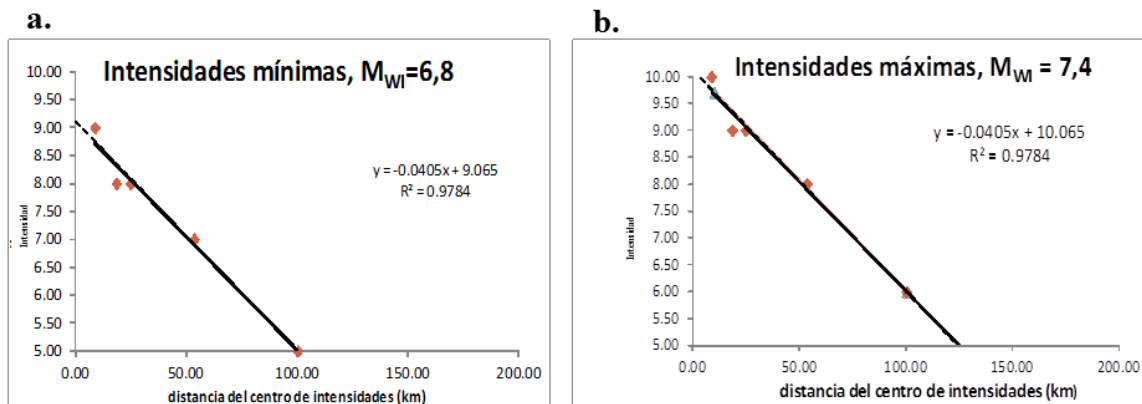 a.
Intensidades mínimas, MWI=6,8
10.00
9.50
9.00
8.50
8.00
7.50
7.00
6.50
6.00
5.50
5.00
Intensidad
y = -0.0405x + 9.065
R² = 0.9784
0.00 50.00 100.00 150.00 200.00
distancia del centro de intensidades (km)
b.
Intensidades máximas, MWI = 7,4
10.00
9.50
9.00
8.50
8.00
7.50
7.00
6.50
6.00
5.50
5.00
Intensidad
y = -0.0405x + 10.065
R² = 0.9784
0.00 50.00 100.00 150.00 200.00
distancia del centro de intensidades (km)